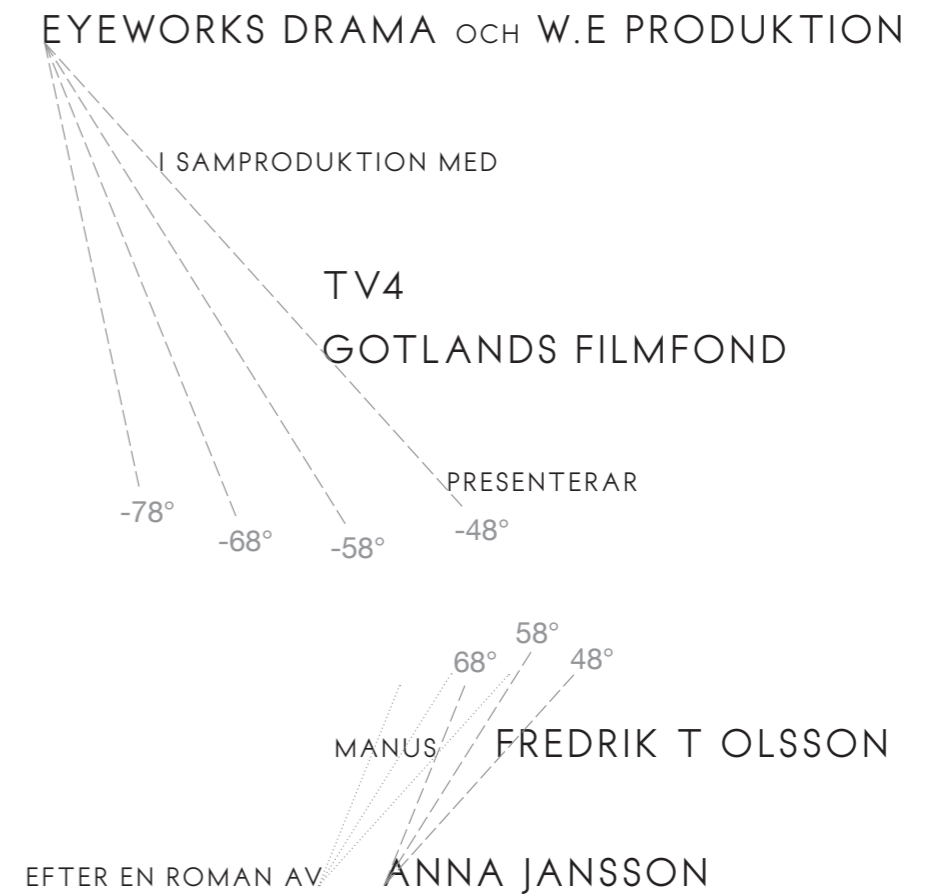 EYEWORKS DRAMA OCH W.E PRODUKTION
I SAMPRODUKTION MED
TV4
GOTLANDS FILMFOND
PRESENTERAR
-78°
-68°
-58°
-48°
58°
68°
48°
MANUS FREDRIK T OLSSON
EFTER EN ROMAN AV ANNA JANSSON